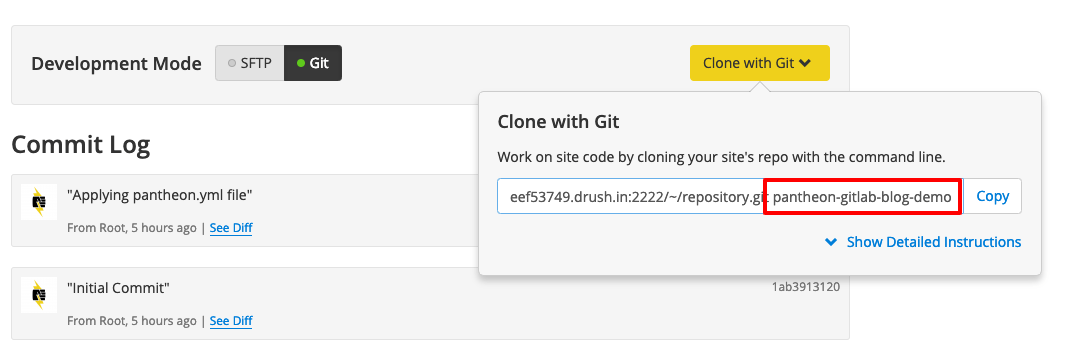 Development Mode SFTP Git Clone with Git
Clone with Git
Work on site code by cloning your site's repo with the command line.
eef53749.drush.in:2222/~/repository.git pantheon-gitlab-blog-demo Copy
Show Detailed Instructions
Commit Log
"Applying pantheon.yml file"
From Root, 5 hours ago | See Diff
"Initial Commit" 1ab3913120
From Root, 5 hours ago | See Diff